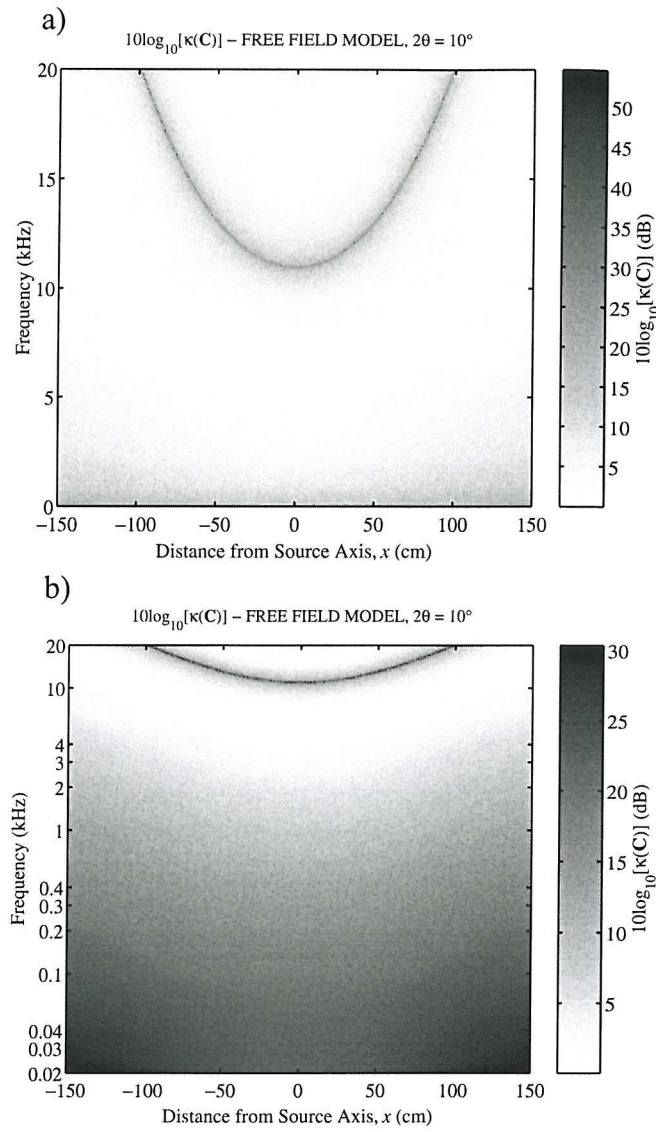 a)
10log10[κ(C)] – FREE FIELD MODEL, 2θ = 10°
20
15
10
5
0
Frequency (kHz)
−150 −100 −50 0 50 100 150
Distance from Source Axis, x (cm)
50
45
40
35
30
25
20
15
10
5
10log10[κ(C)] (dB)
b)
10log10[κ(C)] – FREE FIELD MODEL, 2θ = 10°
20
10
4
3
2
1
0.4
0.3
0.2
0.1
0.04
0.03
0.02
Frequency (kHz)
−150 −100 −50 0 50 100 150
Distance from Source Axis, x (cm)
30
25
20
15
10
5
10log10[κ(C)] (dB)